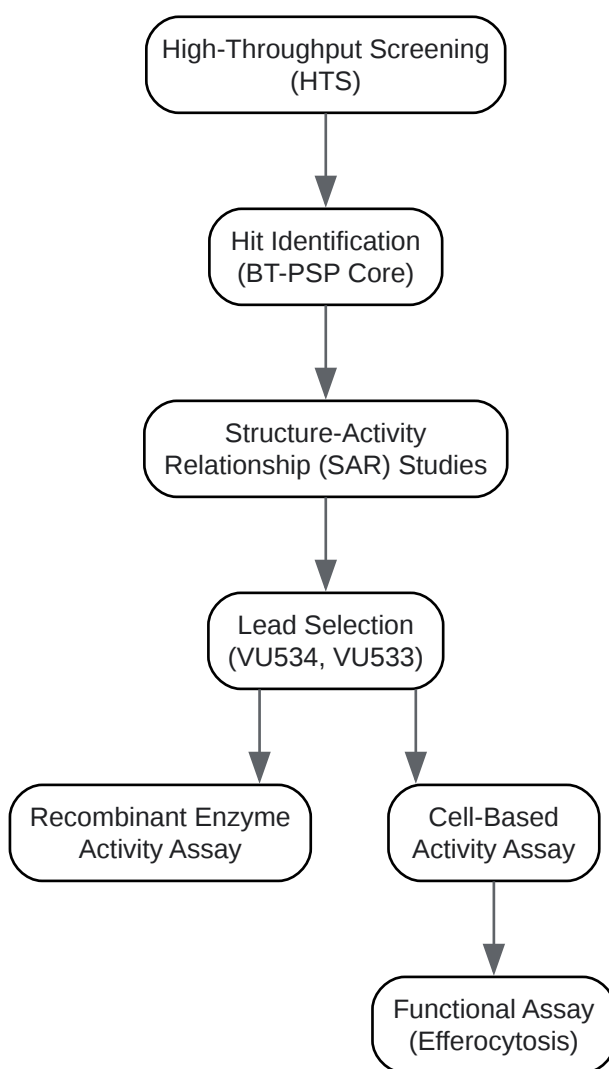 High-Throughput Screening
(HTS)
Hit Identification
(BT-PSP Core)
Structure-Activity
Relationship (SAR) Studies
Lead Selection
(VU534, VU533)
Recombinant Enzyme
Activity Assay
Cell-Based
Activity Assay
Functional Assay
(Efferocytosis)